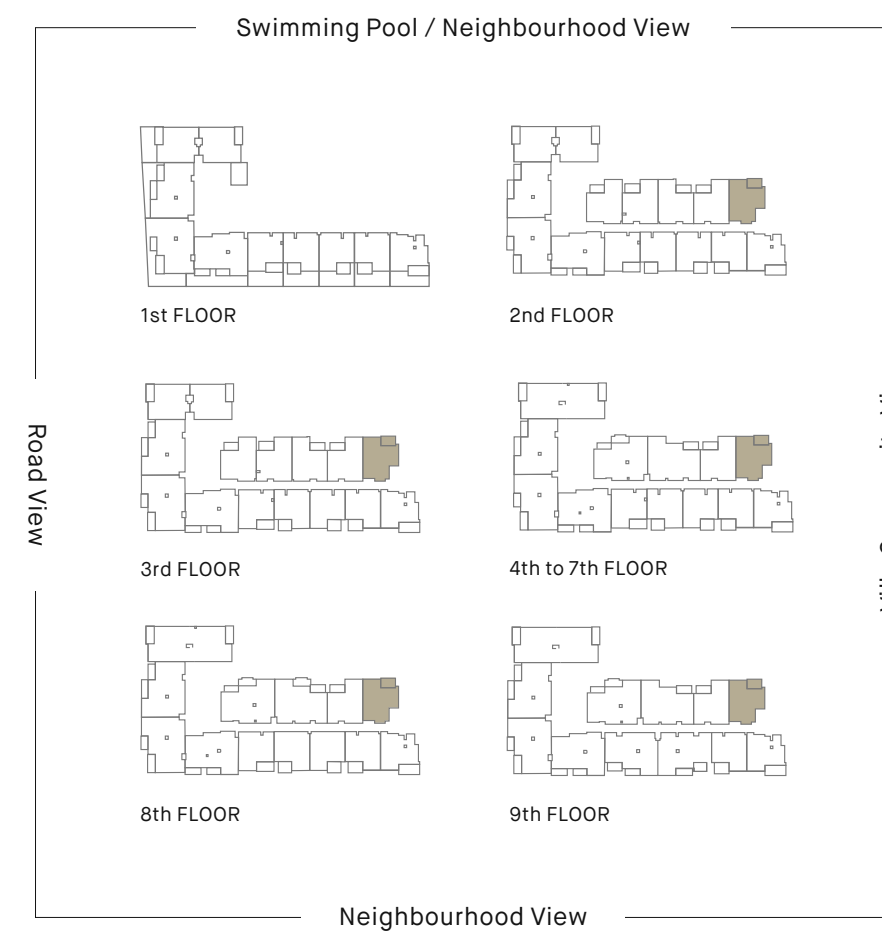 Swimming Pool / Neighbourhood View
1st FLOOR
2nd FLOOR
Road View
3rd FLOOR
4th to 7th FLOOR
8th FLOOR
9th FLOOR
Neighbourhood View